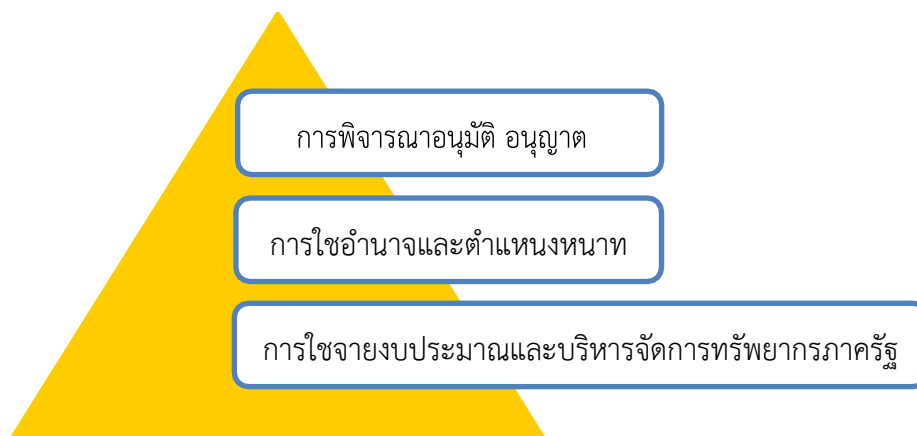 การพิจารณาอนุมัติ อนุญาต
การใชอำนาจและตำแหนงหนาท
การใชจายงบประมาณและบริหารจัดการทรัพยากรภาครัฐ